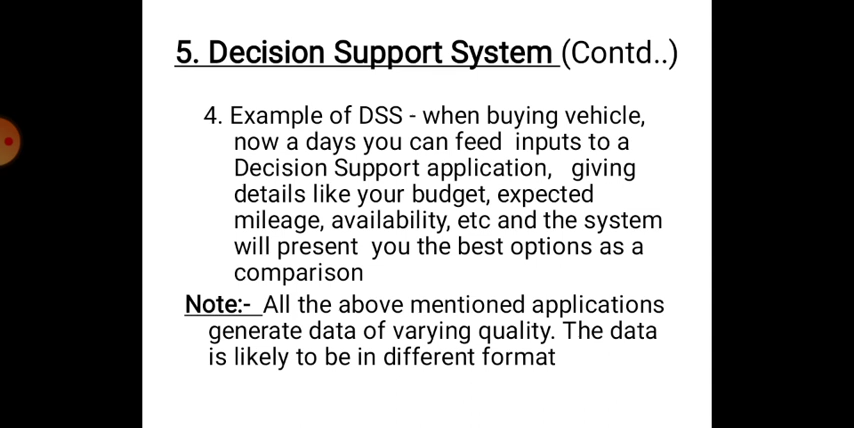 5. Decision Support System (Contd..)
4. Example of DSS - when buying vehicle,
now a days you can feed inputs to a
Decision Support application, giving
details like your budget, expected
mileage, availability, etc and the system
will present you the best options as a
comparison
Note:- All the above mentioned applications
generate data of varying quality. The data
is likely to be in different format